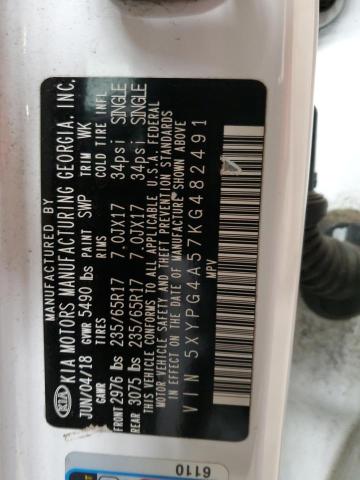 MANUFACTURED BY
KIA KIA MOTORS MANUFACTURING GEORGIA, INC.
JUN/04/18 GVWR 5490 lbs PAINT SWP TRIM WK
GAWR TIRES RIMS COLD TIRE INFL
FRONT 2976 lbs 235/65R17 7.0JX17 34psi SINGLE
REAR 3075 lbs 235/65R17 7.0JX17 34psi SINGLE
THIS VEHICLE CONFORMS TO ALL APPLICABLE U.S.A. FEDERAL
MOTOR VEHICLE SAFETY AND THEFT PREVENTION
STANDARDS IN EFFECT ON THE DATE OF MANUFACTURE SHOWN ABOVE
VIN 5XYPG4A57KG482491
MPV
6110